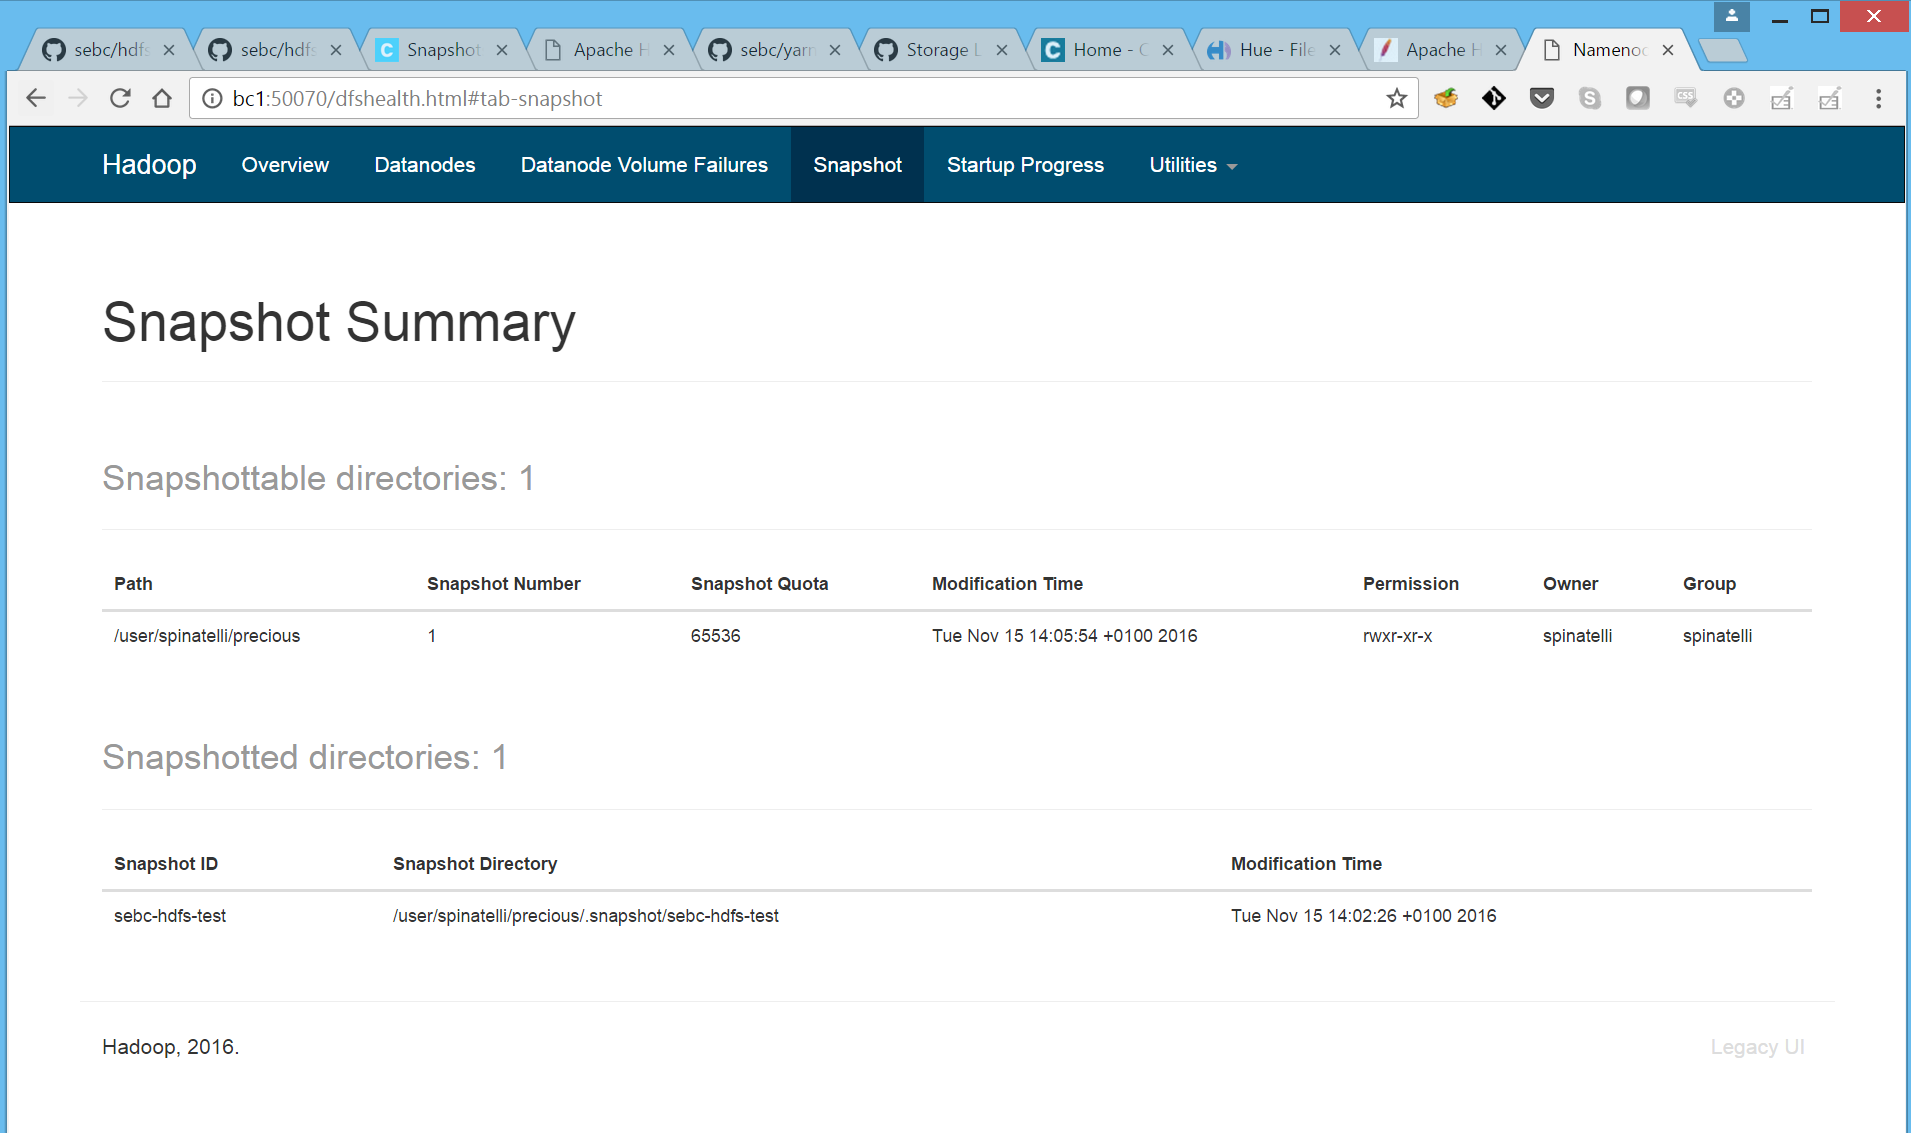 sebc/hdfs
sebc/hdfs
Snapshot
Apache H
sebc/yarn
Storage L
Home - C
Hue - File
Apache H
Namenod
bc1:50070/dfshealth.html#tab-snapshot
Hadoop Overview Datanodes Datanode Volume Failures Snapshot Startup Progress Utilities
Snapshot Summary
Snapshottable directories: 1
Path Snapshot Number Snapshot Quota Modification Time Permission Owner Group
/user/spinatelli/precious 1 65536 Tue Nov 15 14:05:54 +0100 2016 rwxr-xr-x spinatelli spinatelli
Snapshotted directories: 1
Snapshot ID Snapshot Directory Modification Time
sebc-hdfs-test /user/spinatelli/precious/.snapshot/sebc-hdfs-test Tue Nov 15 14:02:26 +0100 2016
Hadoop, 2016. Legacy UI